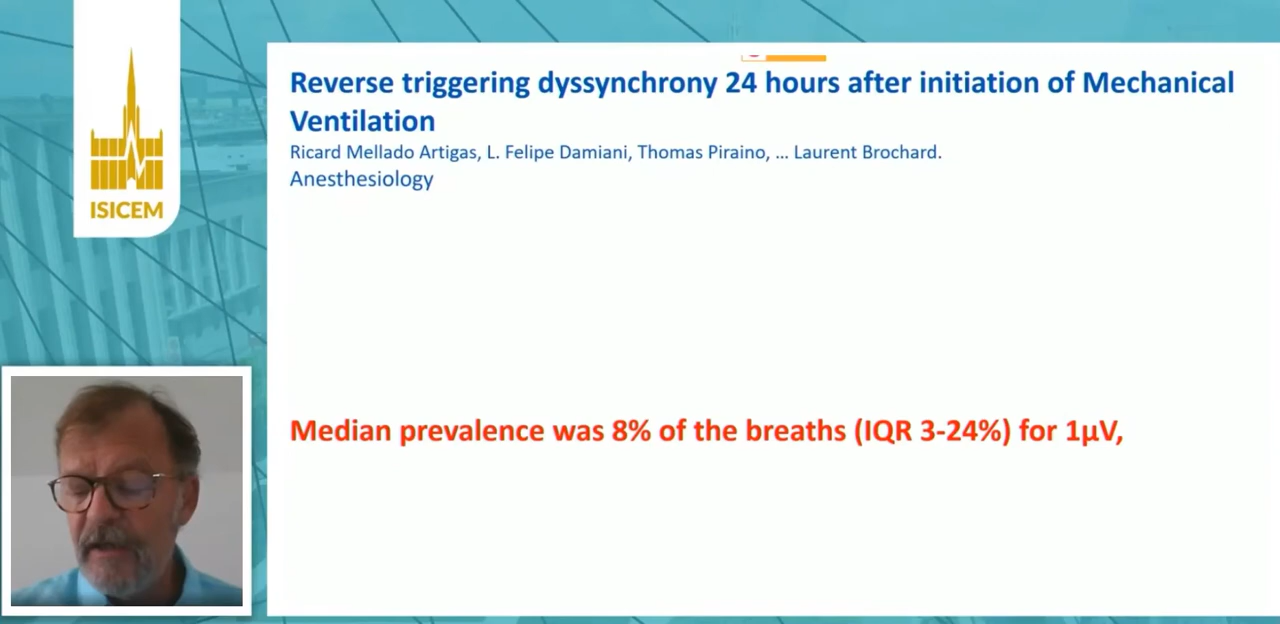 ISICEM
Reverse triggering dyssynchrony 24 hours after initiation of Mechanical
Ventilation
Ricard Mellado Artigas, L. Felipe Damiani, Thomas Piraino, ... Laurent Brochard.
Anesthesiology
Median prevalence was 8% of the breaths (IQR 3-24%) for 1µV,